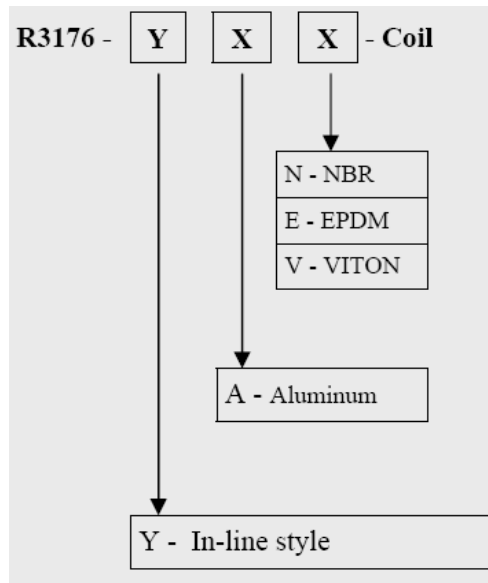 R3176 - Y X X - Coil
N - NBR
E - EPDM
V - VITON
A - Aluminum
Y - In-line style